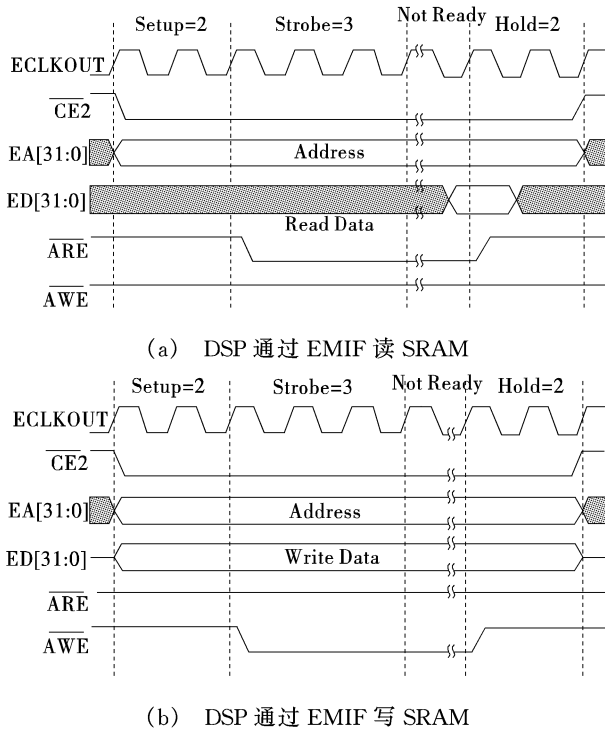 Setup=2 Strobe=3 Not Ready Hold=2
ECLKOUT
CE2
EA[31:0] Address
ED[31:0]
Read Data
ARE
AWE
(a) DSP 通过 EMIF 读 SRAM
Setup=2 Strobe=3 Not Ready Hold=2
ECLKOUT
CE2
EA[31:0] Address
ED[31:0] Write Data
ARE
AWE
(b) DSP 通过 EMIF 写 SRAM